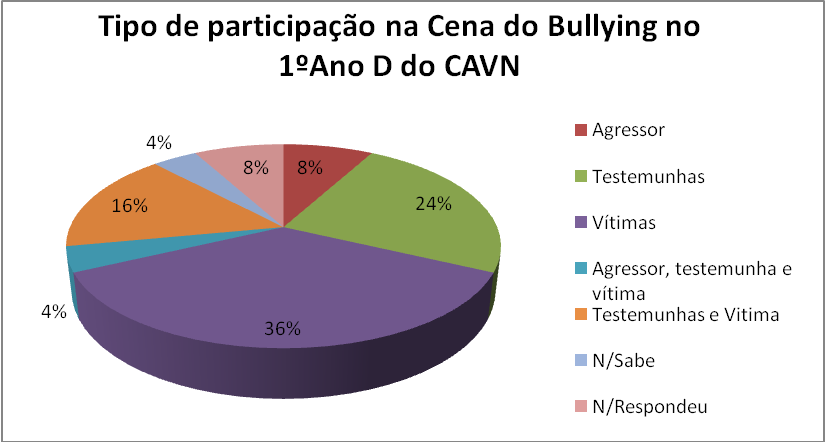 Tipo de participação na Cena do Bullying no
1ºAno D do CAVN
4%
8%
8%
24%
16%
4%
36%
Agressor
Testemunhas
Vítimas
Agressor, testemunha e
vítima
Testemunhas e Vitima
N/Sabe
N/Respondeu